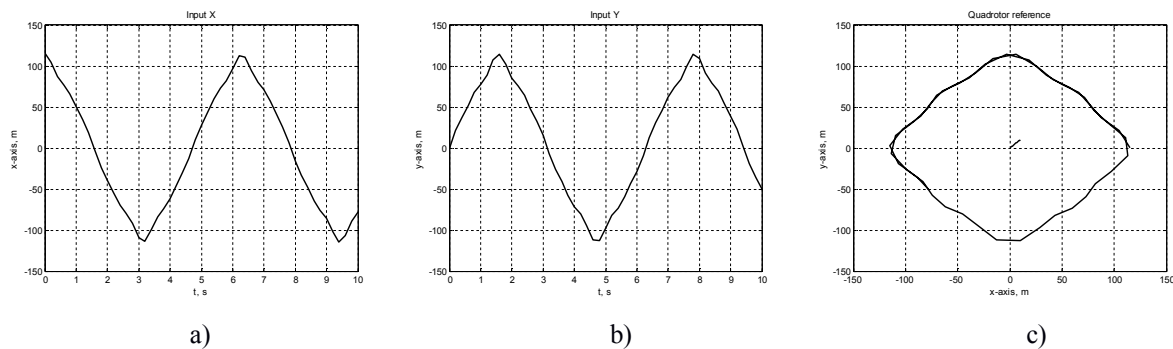 Input X
150
100
50
0
-50
-100
-150
0 1 2 3 4 5 6 7 8 9 10
x-axis, m
t, s
a)
Input Y
150
100
50
0
-50
-100
-150
0 1 2 3 4 5 6 7 8 9 10
y-axis, m
t, s
b)
Quadrotor reference
150
100
50
0
-50
-100
-150
-150 -100 -50 0 50 100 150
y-axis, m
x-axis, m
c)